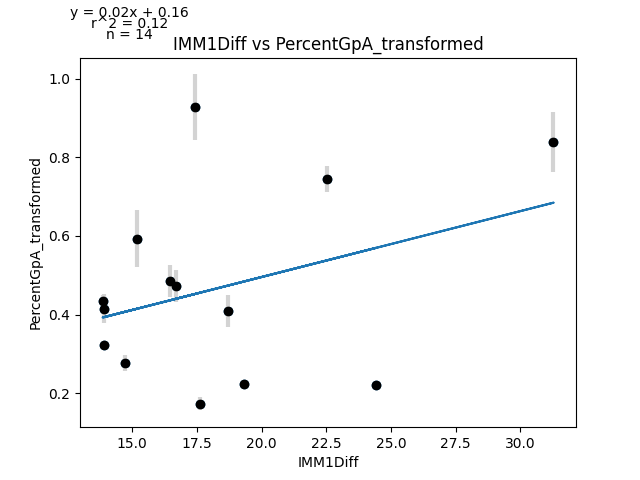 y = 0.02x + 0.16
r^2 = 0.12
n = 14
IMM1Diff vs PercentGpA_transformed
1.0
0.8
0.6
0.4
0.2
PercentGpA_transformed
15.0 17.5 20.0 22.5 25.0 27.5 30.0
IMM1Diff